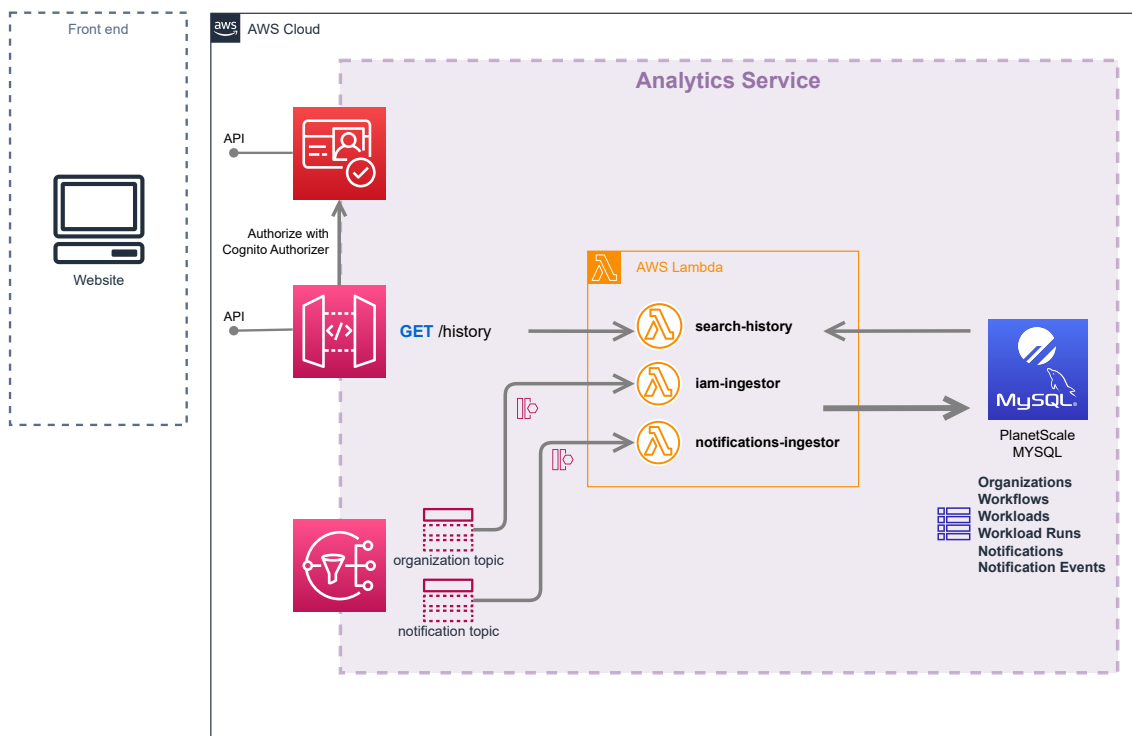 Front end
Website
aws
AWS Cloud
Analytics Service
API
Authorize with
Cognito Authorizer
API
</>
GET /history
AWS Lambda
search-history
iam-ingestor
notifications-ingestor
MySQL®
PlanetScale
MYSQL
Organizations
Workflows
Workloads
Workload Runs
Notifications
Notification Events
organization topic
notification topic